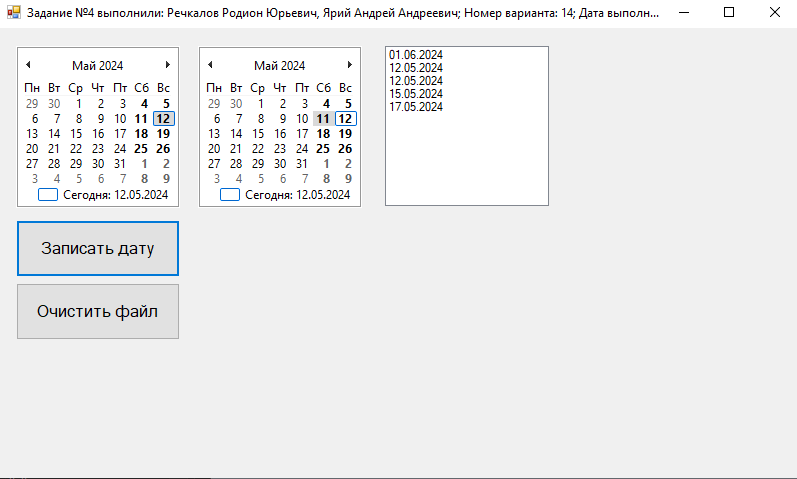 Задание №4 выполнили: Речкалов Родион Юрьевич, Ярий Андрей Андреевич; Номер варианта: 14; Дата выполн...
Май 2024
Пн Вт Ср Чт Пт Сб Вс
29 30 1 2 3 4 5
6 7 8 9 10 11 12
13 14 15 16 17 18 19
20 21 22 23 24 25 26
27 28 29 30 31 1 2
3 4 5 6 7 8 9
Сегодня: 12.05.2024
Май 2024
Пн Вт Ср Чт Пт Сб Вс
29 30 1 2 3 4 5
6 7 8 9 10 11 12
13 14 15 16 17 18 19
20 21 22 23 24 25 26
27 28 29 30 31 1 2
3 4 5 6 7 8 9
Сегодня: 12.05.2024
01.06.2024
12.05.2024
12.05.2024
15.05.2024
17.05.2024
Записать дату
Очистить файл